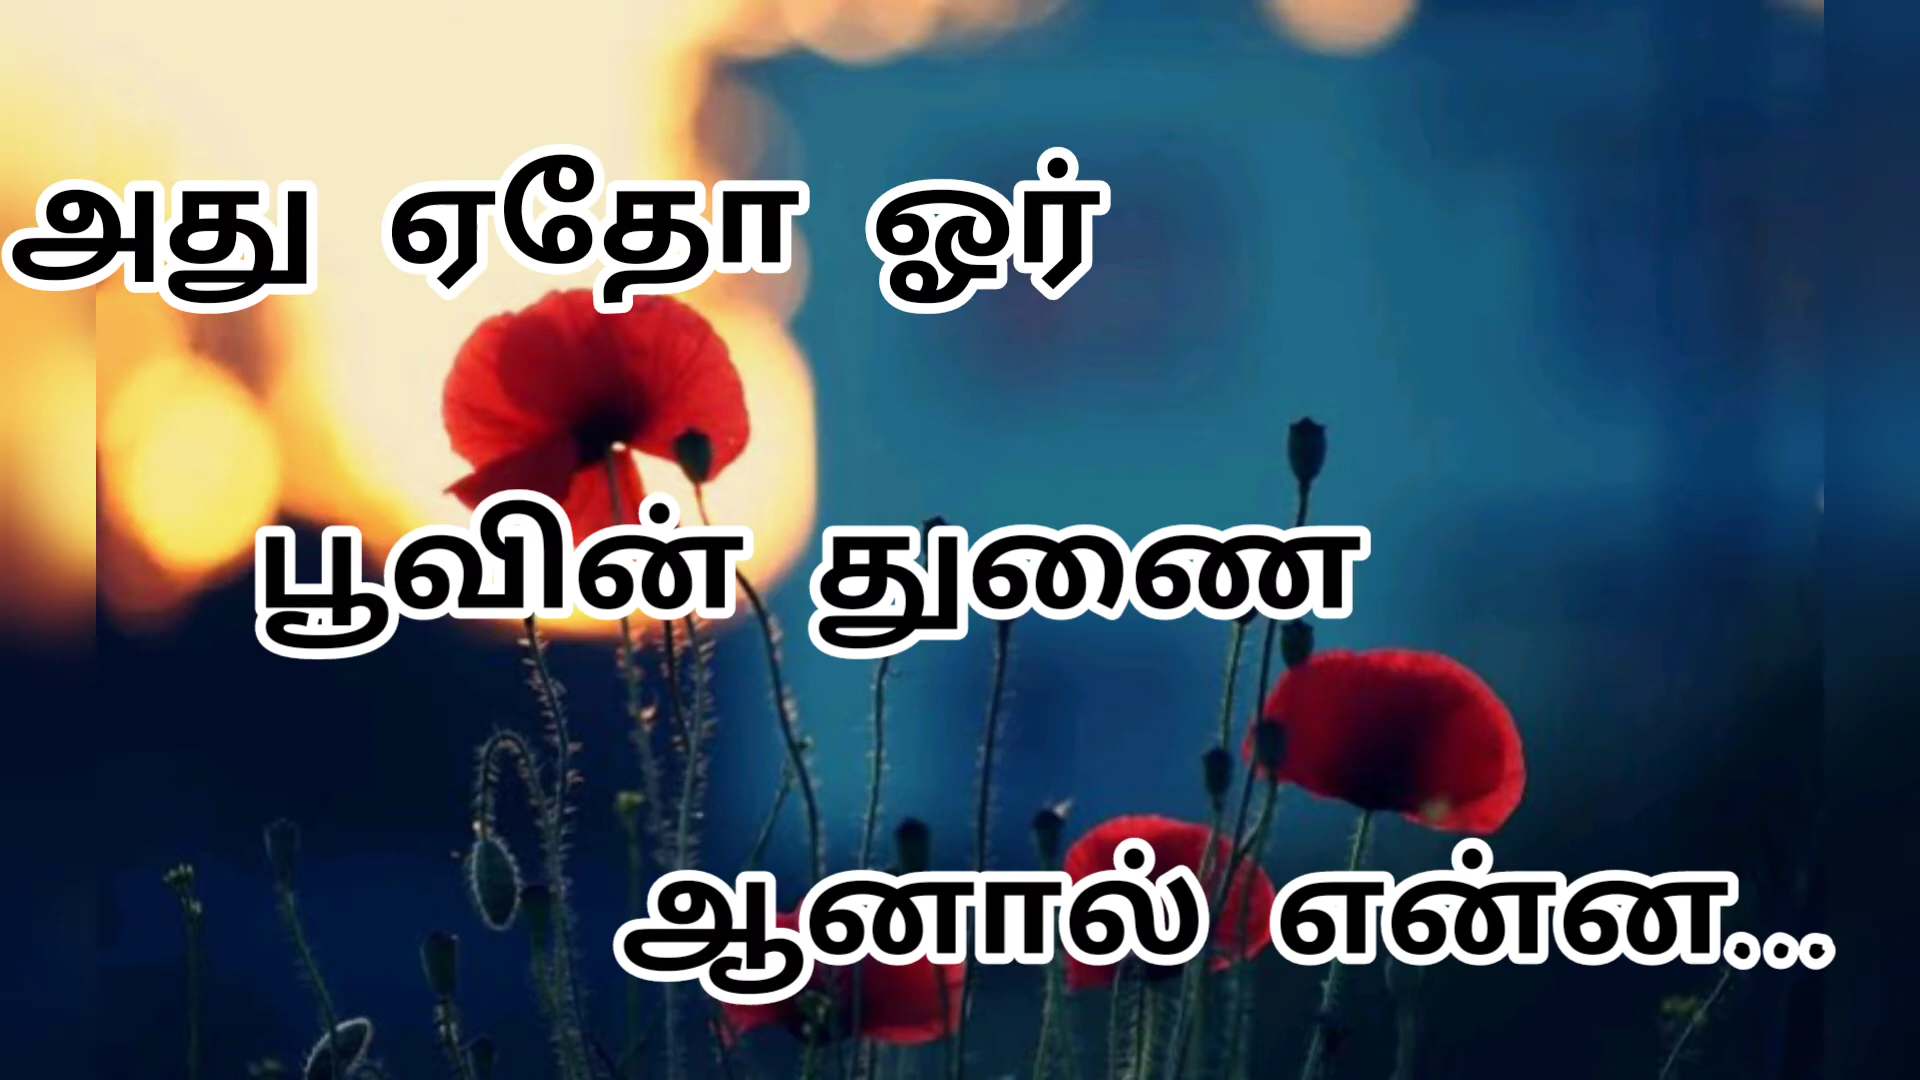 அது ஏதோ ஓர்
பூவின் துணை
ஆனால் என்ன...